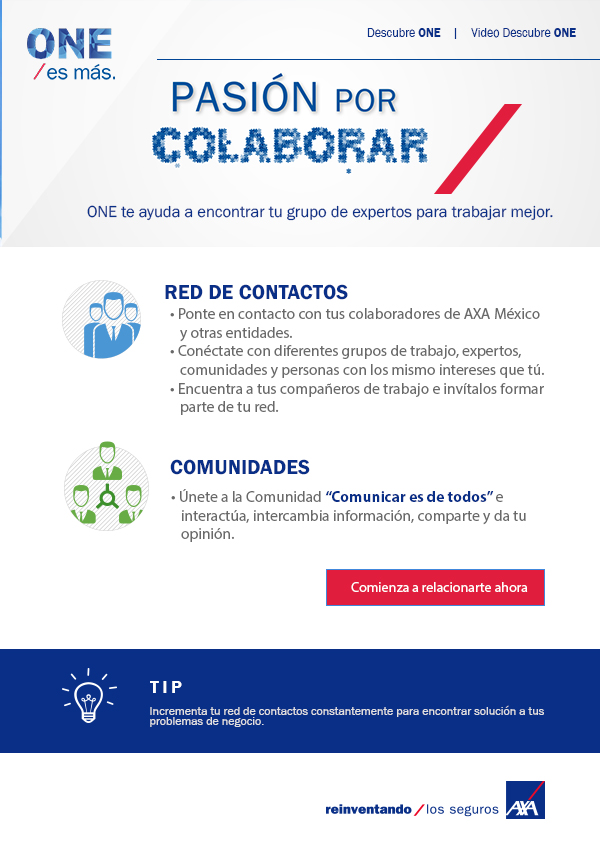 ONE
/es más.
Descubre ONE | Video Descubre ONE
PASIÓN POR
COLABORAR
ONE te ayuda a encontrar tu grupo de expertos para trabajar mejor.
RED DE CONTACTOS
• Ponte en contacto con tus colaboradores de AXA México
y otras entidades.
• Conéctate con diferentes grupos de trabajo, expertos,
comunidades y personas con los mismo intereses que tú.
• Encuentra a tus compañeros de trabajo e invítalos formar
parte de tu red.
COMUNIDADES
• Únete a la Comunidad “Comunicar es de todos” e
interactúa, intercambia información, comparte y da tu
opinión.
Comienza a relacionarte ahora
TIP
Incrementa tu red de contactos constantemente para encontrar solución a tus
problemas de negocio.
reinventando / los seguros
AXA